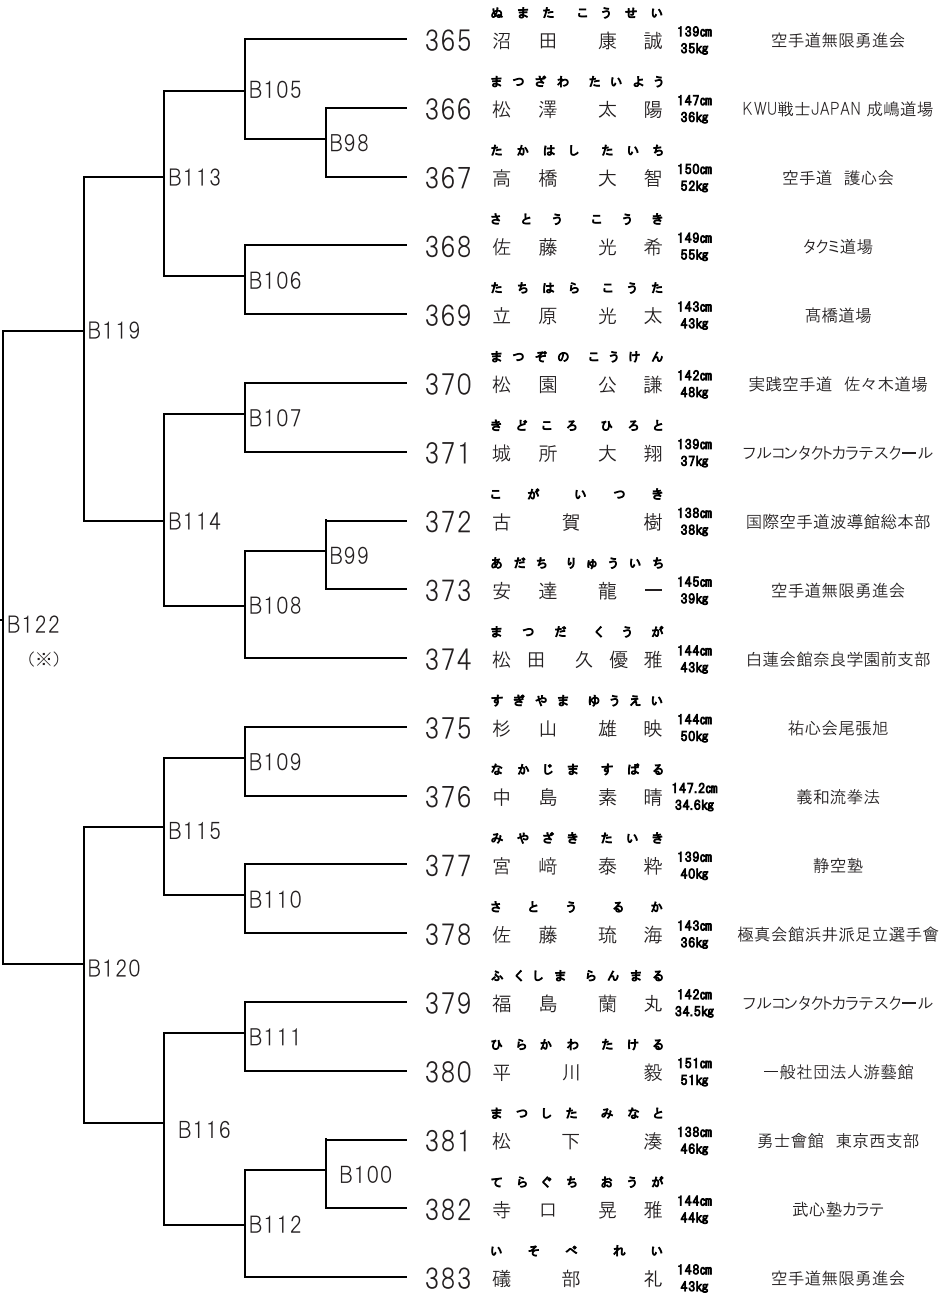 ぬまた こうせい
365 沼田 康誠 139cm 35kg 空手道無限勇進会
B105
まつざわ たいよう
366 松澤 太陽 147cm 36kg KWU戦士JAPAN 成嶋道場
B98
たかはし たいち
B113
367 高橋 大智 150cm 52kg 空手道 護心会
さとう こうき
368 佐藤 光希 149cm 55kg タクミ道場
B106
たちはら こうた
369 立原 光太 143cm 43kg 髙橋道場
B119
まつぞの こうけん
370 松園 公謙 142cm 48kg 実践空手道 佐々木道場
B107
きどころ ひろと
371 城所 大翔 139cm 37kg フルコンタクトカラテスクール
こが いつき
B114
372 古賀 樹 138cm 38kg 国際空手道波導館総本部
B99
あだち りゅういち
373 安達 龍一 145cm 39kg 空手道無限勇進会
B108
B122
(※)
まつだ くうが
374 松田 久優雅 144cm 43kg 白蓮会館奈良学園前支部
すぎやま ゆうえい
375 杉山 雄映 144cm 50kg 祐心会尾張旭
B109
なかじま すばる
376 中島 素晴 147.2cm 34.6kg 義和流拳法
B115
みやざき たいき
377 宮﨑 泰粋 139cm 40kg 静空塾
B110
さとう るか
378 佐藤 琉海 143cm 36kg 極真会館浜井派足立選手會
B120
ふくしま らんまる
379 福島 蘭丸 142cm 34.5kg フルコンタクトカラテスクール
B111
ひらかわ たける
380 平川 毅 151cm 51kg 一般社団法人游藝館
まつした みなと
B116
381 松下 湊 138cm 46kg 勇士會館 東京西支部
B100
てらぐち おうが
382 寺口 晃雅 144cm 44kg 武心塾カラテ
B112
いそべ れい
383 礒部 礼 148cm 43kg 空手道無限勇進会